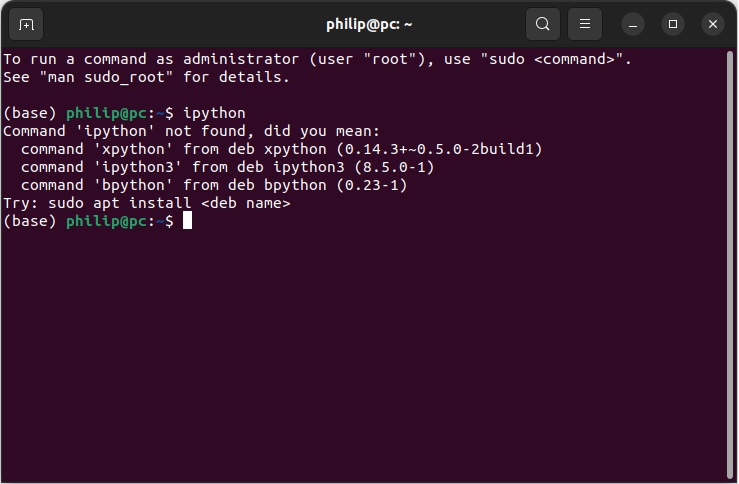 philip@pc: ~
To run a command as administrator (user "root"), use "sudo <command>".
See "man sudo_root" for details.
(base) philip@pc:~$ ipython
Command 'ipython' not found, did you mean:
  command 'xpython' from deb xpython (0.14.3+~0.5.0-2build1)
  command 'ipython3' from deb ipython3 (8.5.0-1)
  command 'bpython' from deb bpython (0.23-1)
Try: sudo apt install <deb name>
(base) philip@pc:~$